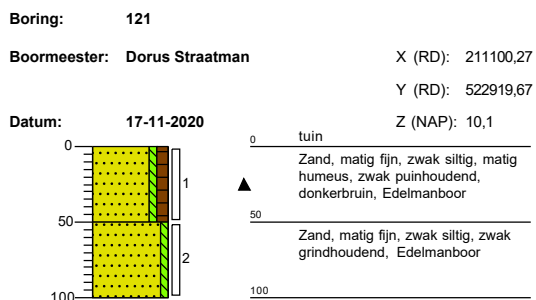 Boring: 121
Boormeester: Dorus Straatman X (RD): 211100,27
Y (RD): 522919,67
Datum: 17-11-2020 Z (NAP): 10,1
0 0 tuin
Zand, matig fijn, zwak siltig, matig
humeus, zwak puinhoudend,
donkerbruin, Edelmanboor
1
50 50
Zand, matig fijn, zwak siltig, zwak
grindhoudend, Edelmanboor
2
100 100